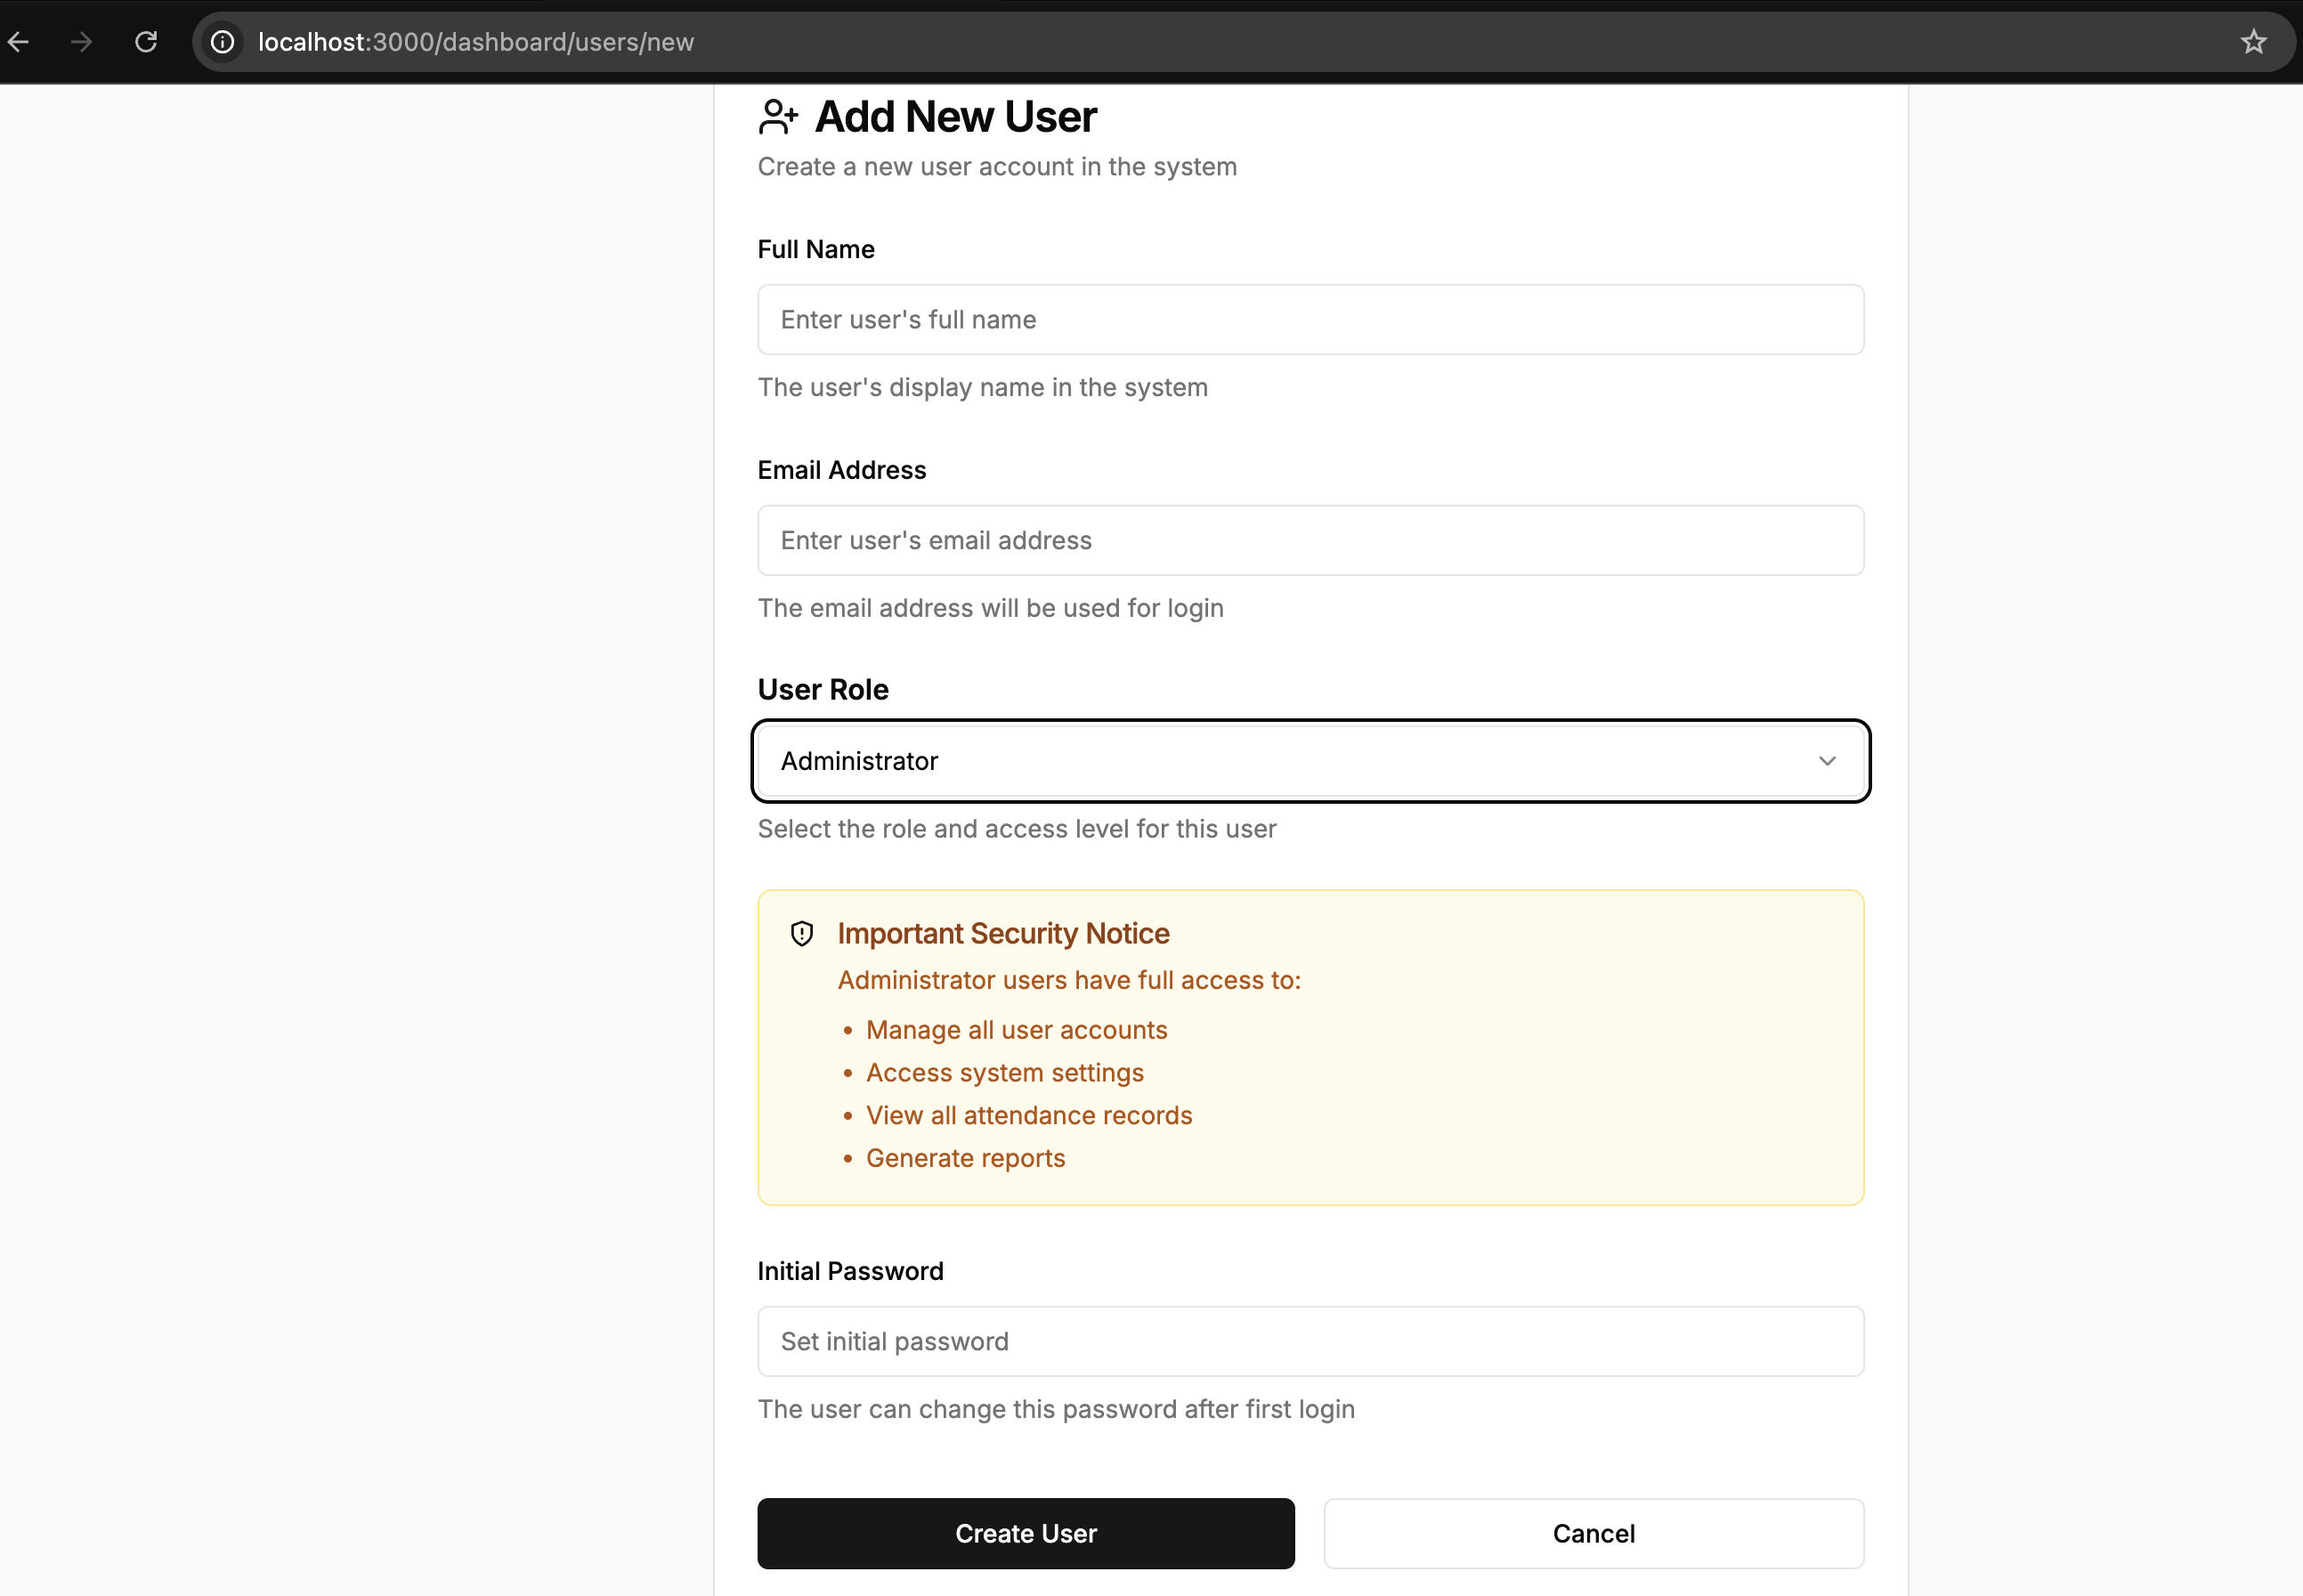 localhost:3000/dashboard/users/new
Add New User
Create a new user account in the system
Full Name
Enter user's full name
The user's display name in the system
Email Address
Enter user's email address
The email address will be used for login
User Role
Administrator
Select the role and access level for this user
Important Security Notice
Administrator users have full access to:
• Manage all user accounts
• Access system settings
• View all attendance records
• Generate reports
Initial Password
Set initial password
The user can change this password after first login
Create User
Cancel